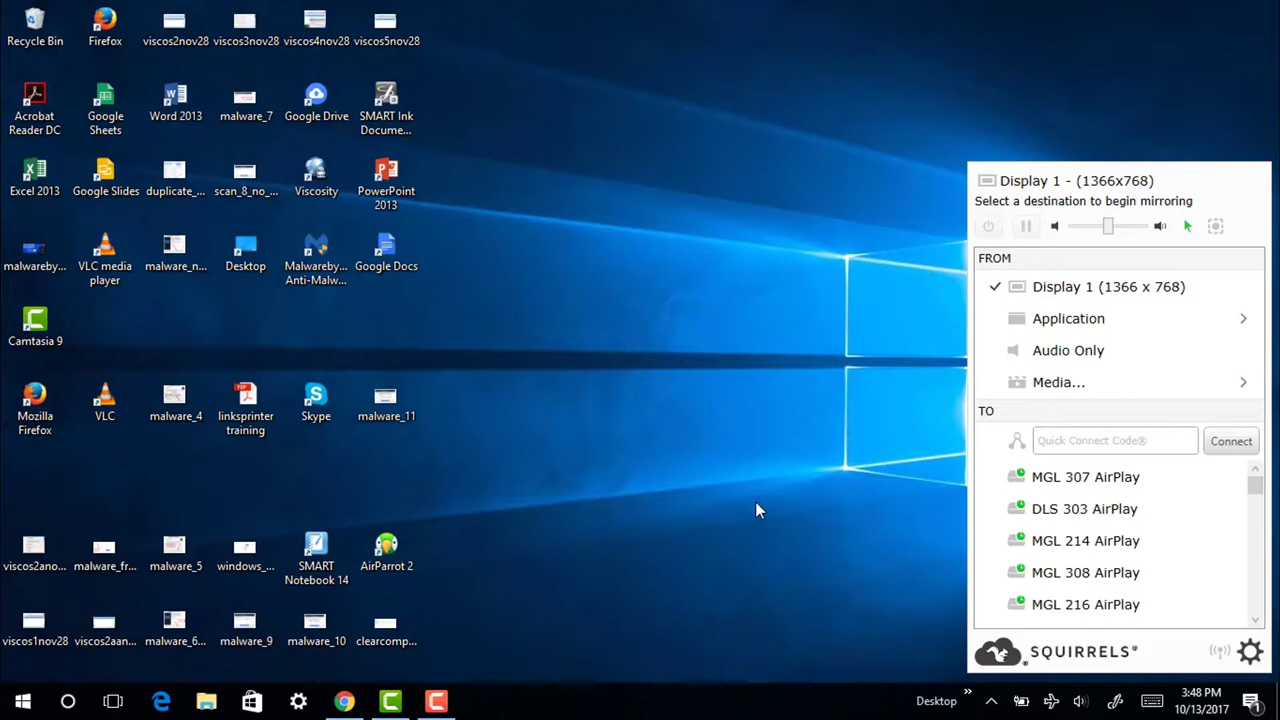 Recycle Bin
Firefox
viscos2nov28
viscos3nov28
viscos4nov28
viscos5nov28
Acrobat
Reader DC
Google
Sheets
Word 2013
malware_7
Google Drive
SMART Ink
Docume...
Excel 2013
Google Slides
duplicate_...
scan_8_no_...
Viscosity
PowerPoint
2013
malwareby...
VLC media
player
malware_n...
Desktop
Malwareby...
Anti-Malw...
Google Docs
Camtasia 9
Mozilla
Firefox
VLC
malware_4
linksprinter
training
Skype
malware_11
viscos2ano...
malware_fr...
malware_5
windows_...
SMART
Notebook 14
AirParrot 2
viscos1nov28
viscos2aan...
malware_6...
malware_9
malware_10
clearcomp...
Display 1 - (1366x768)
Select a destination to begin mirroring
FROM
Display 1 (1366 x 768)
Application
Audio Only
Media...
TO
Quick Connect Code®
Connect
MGL 307 AirPlay
DLS 303 AirPlay
MGL 214 AirPlay
MGL 308 AirPlay
MGL 216 AirPlay
SQUIRRELS®
Desktop
3:48 PM
10/13/2017
1